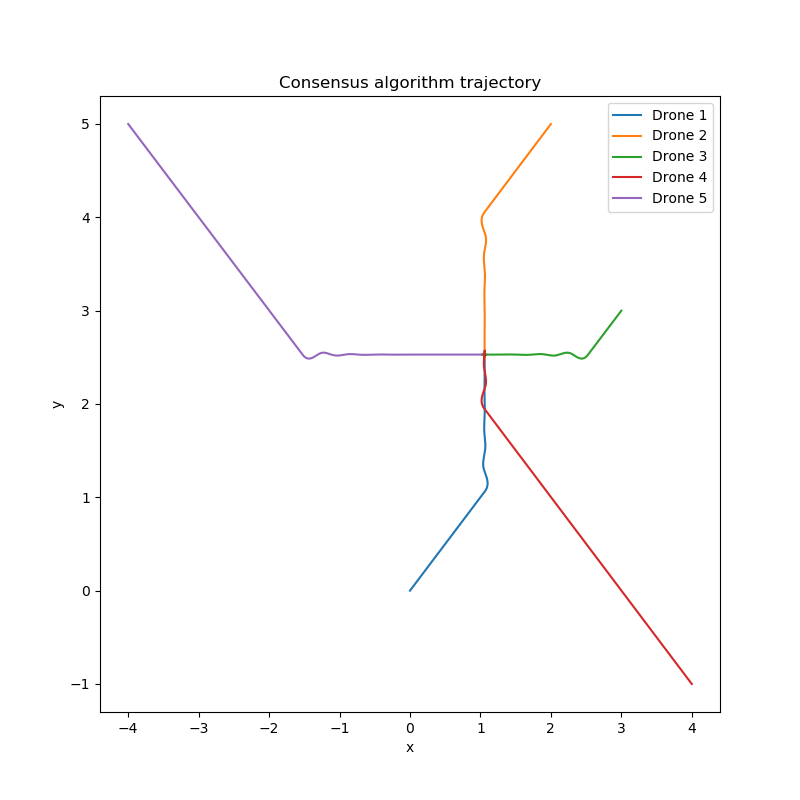 Consensus algorithm trajectory
Drone 1
Drone 2
Drone 3
Drone 4
Drone 5
5
4
3
2
1
0
−1
y
−4 −3 −2 −1 0 1 2 3 4
x